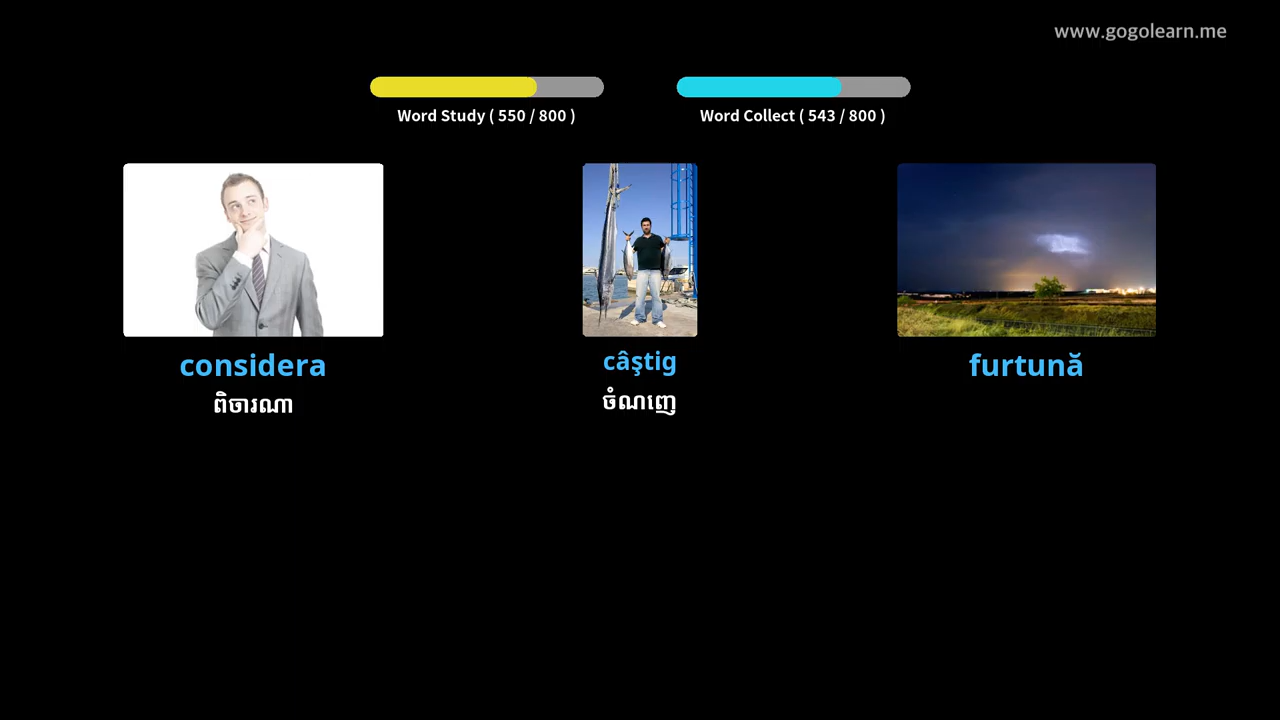 www.gogolearn.me
Word Study ( 550 / 800 )
Word Collect ( 543 / 800 )
considera
câştig
furtună
ពិចារណា
ចំណញេ